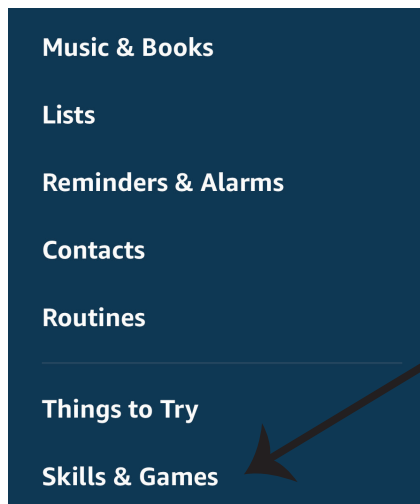 Music & Books
Lists
Reminders & Alarms
Contacts
Routines
Things to Try
Skills & Games